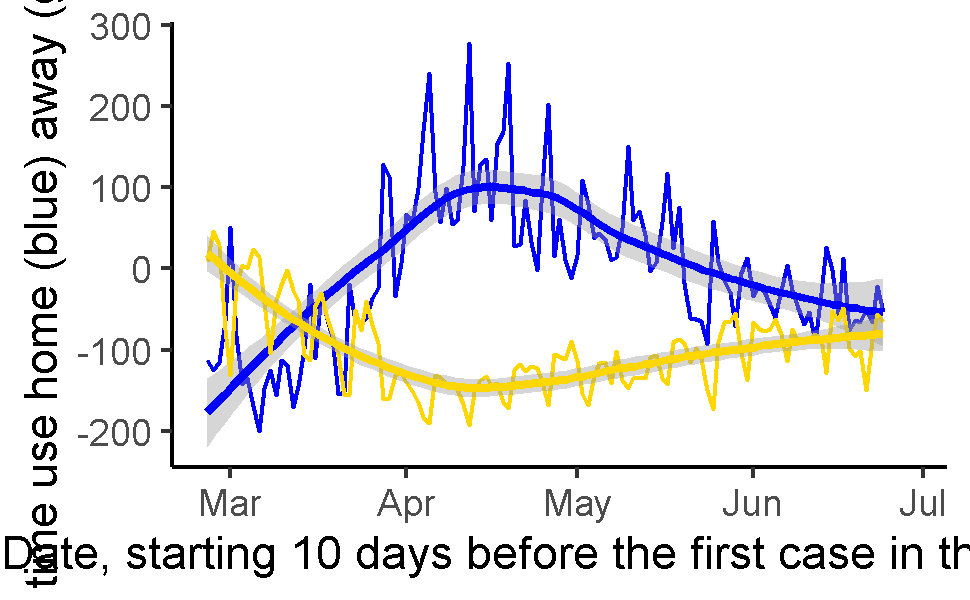 time use home (blue) away (
300
200
100
0
-100
-200
Mar Apr May Jun Jul
Date, starting 10 days before the first case in th